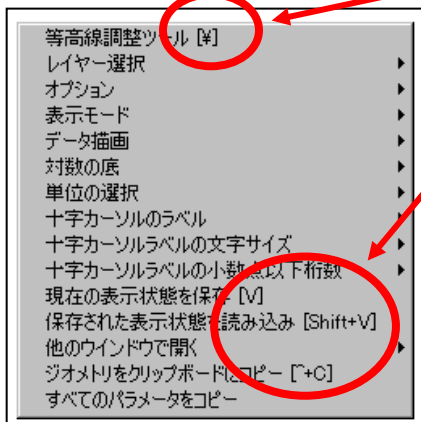 等高線調整ツール [¥]
レイヤー選択
オプション
表示モード
データ描画
対数の底
単位の選択
十字カーソルのラベル
十字カーソルラベルの文字サイズ
十字カーソルラベルの小数点以下桁数
現在の表示状態を保存 [V]
保存された表示状態を読み込み [Shift+V]
他のウインドウで開く
ジオメトリをクリップボードにコピー [^+C]
すべてのパラメータをコピー